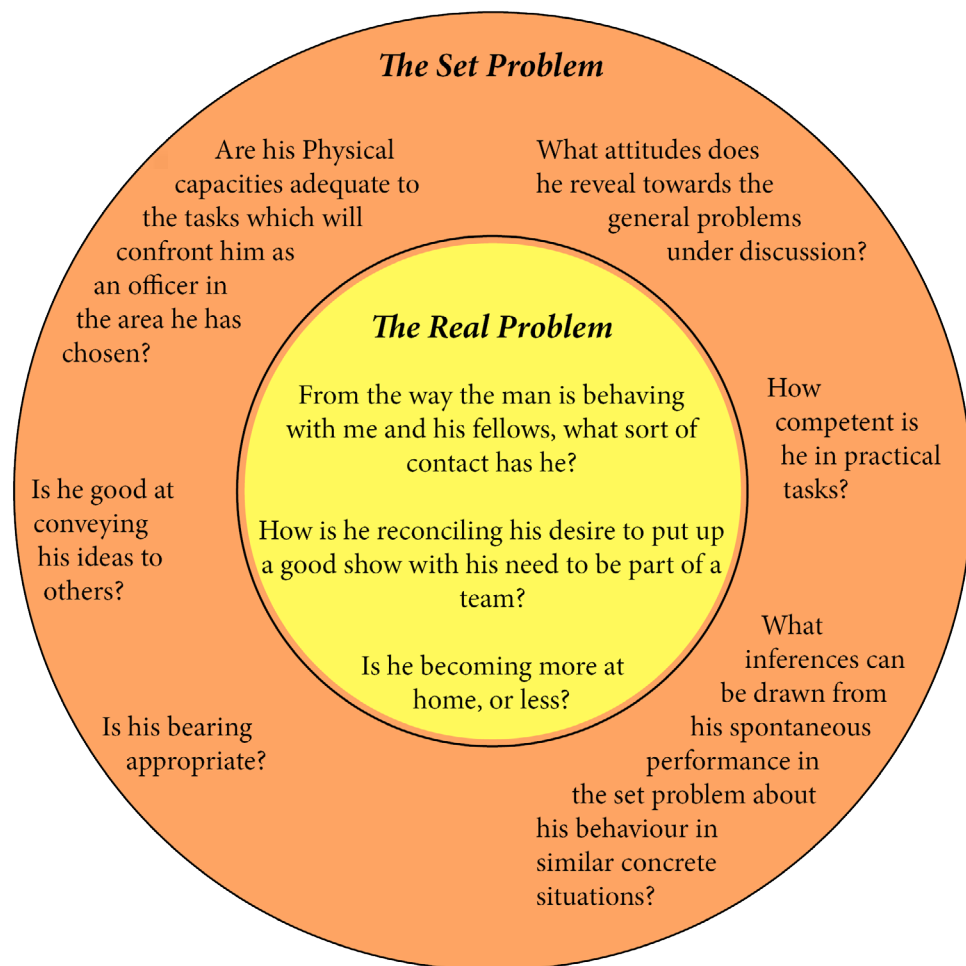 The Set Problem
Are his Physical
capacities adequate to
the tasks which will
confront him as
an officer in
the area he has
chosen?
What attitudes does
he reveal towards the
general problems
under discussion?
The Real Problem
From the way the man is behaving
with me and his fellows, what sort of
contact has he?
How is he reconciling his desire to put up
a good show with his need to be part of a
team?
Is he becoming more at
home, or less?
How
competent is
he in practical
tasks?
Is he good at
conveying
his ideas to
others?
What
inferences can
be drawn from
his spontaneous
performance in
the set problem about
his behaviour in
similar concrete
situations?
Is his bearing
appropriate?